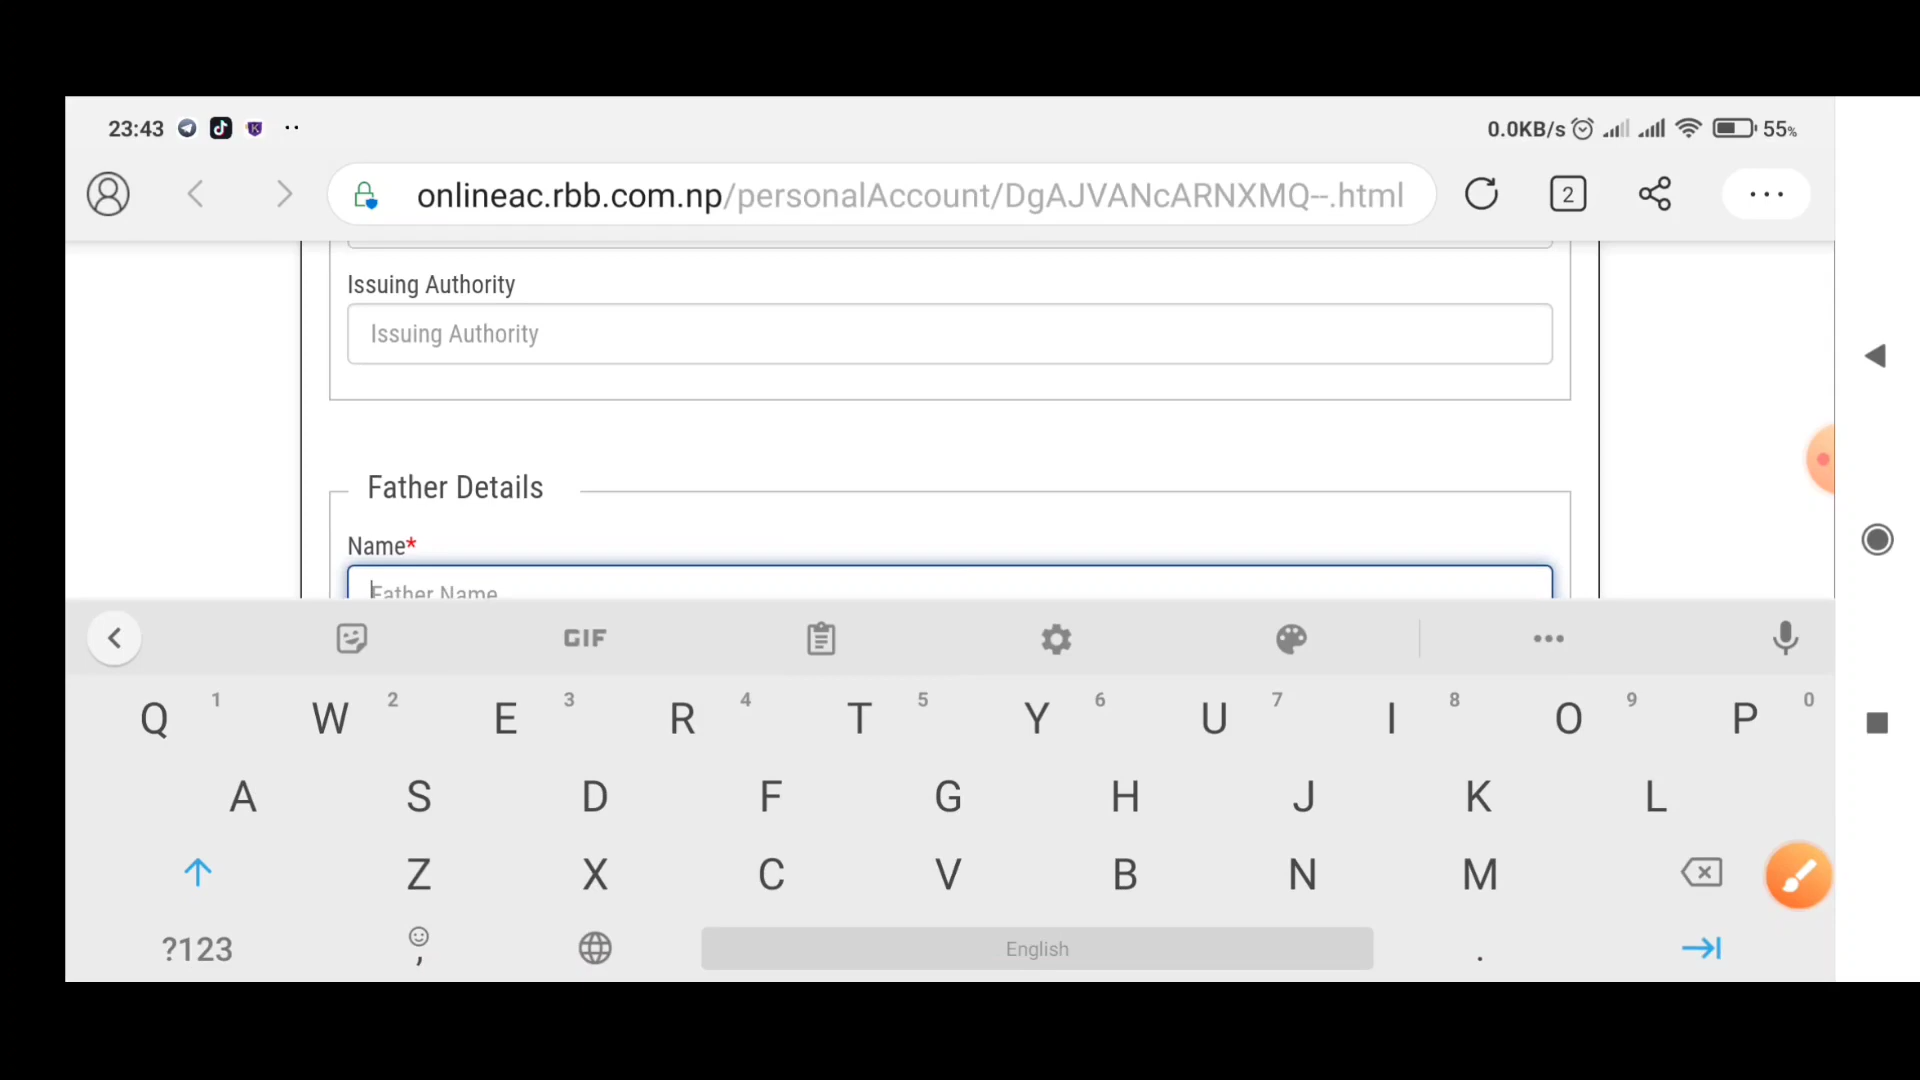 23:43
0.0KB/s 55%
onlineac.rbb.com.np/personalAccount/DgAJVANcARNXMQ--.html
2
Issuing Authority
Issuing Authority
Father Details
Name*
Father Name
GIF
Q 1 W 2 E 3 R 4 T 5 Y 6 U 7 I 8 O 9 P 0
A S D F G H J K L
Z X C V B N M
?123 , English .